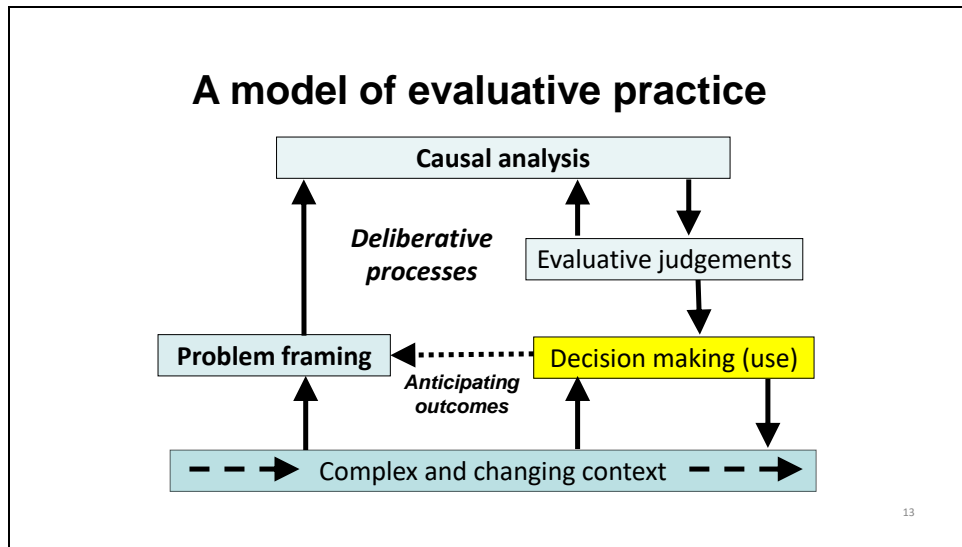 A model of evaluative practice
Causal analysis
Deliberative
processes
Evaluative judgements
Problem framing
Decision making (use)
Anticipating
outcomes
Complex and changing context
13